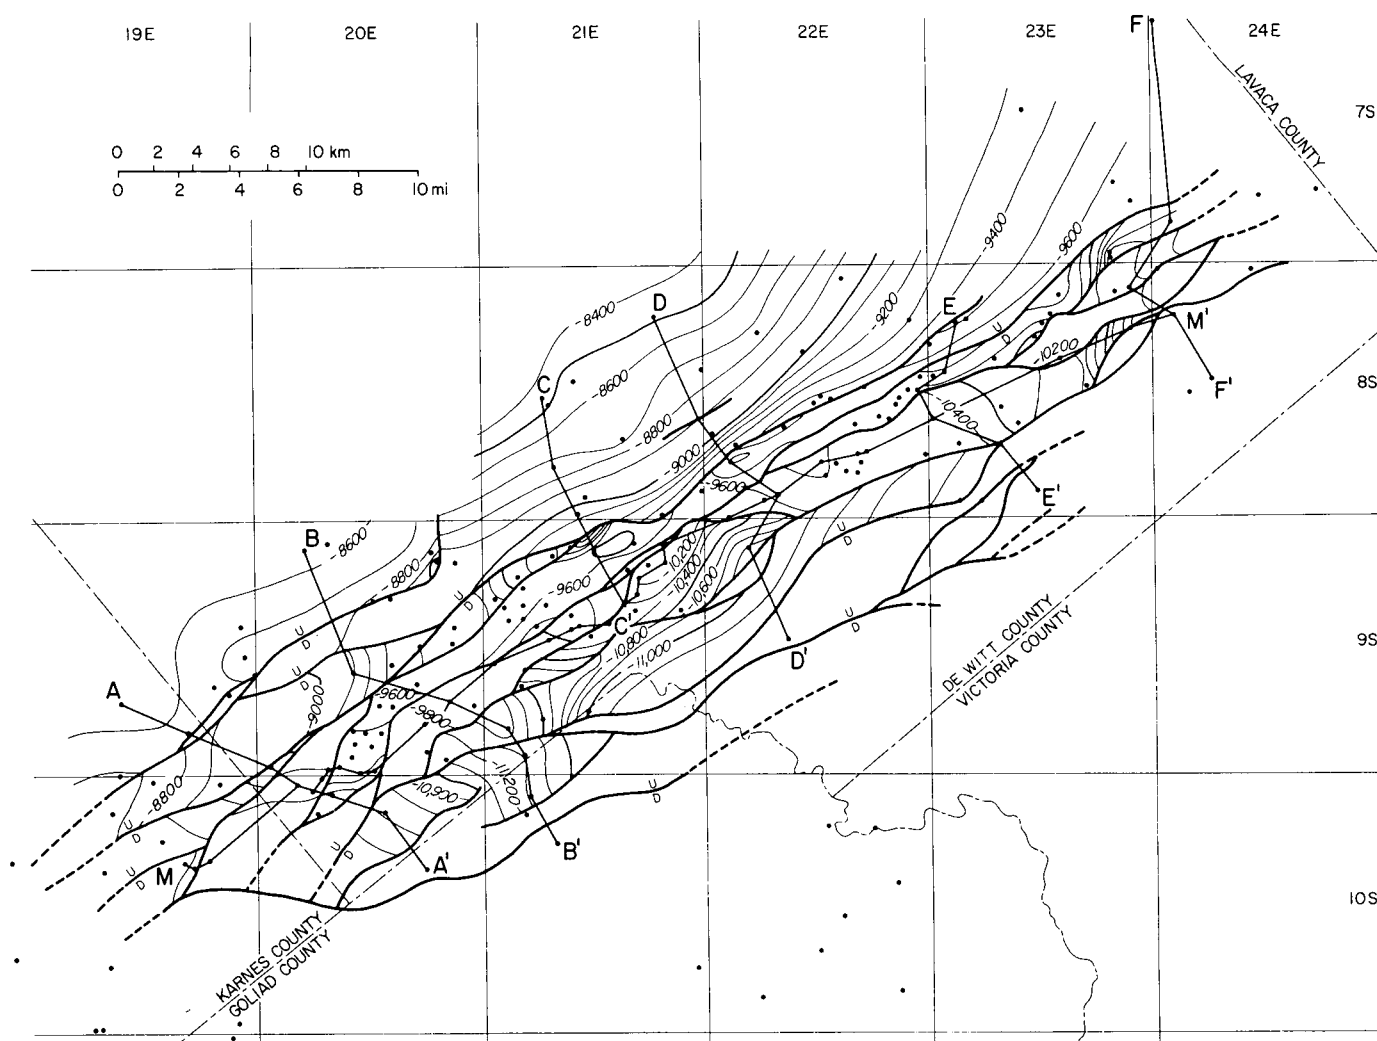 19E 20E 21E 22E 23E 24E
F
7S
LAVACA COUNTY
0 2 4 6 8 10 km
0 2 4 6 8 10 mi
-9400
-9600
-8400
D
-9200
E
U
D
M'
-10200
C
-8600
F'
8S
-8800
-10400
-9000
-9600
E'
B
-8600
-8800
U
D
-10,200
-10,400
-10,600
-9600
U
D
C'
U
D
U
D
-10,800
-11,000
D'
9S
DE WITT COUNTY
VICTORIA COUNTY
U
D
A
-9000
-9600
-9800
-8800
-11,200
-10,900
U
D
U
D
U
D
B'
U
D
M
A'
10S
KARNES COUNTY
GOLIAD COUNTY